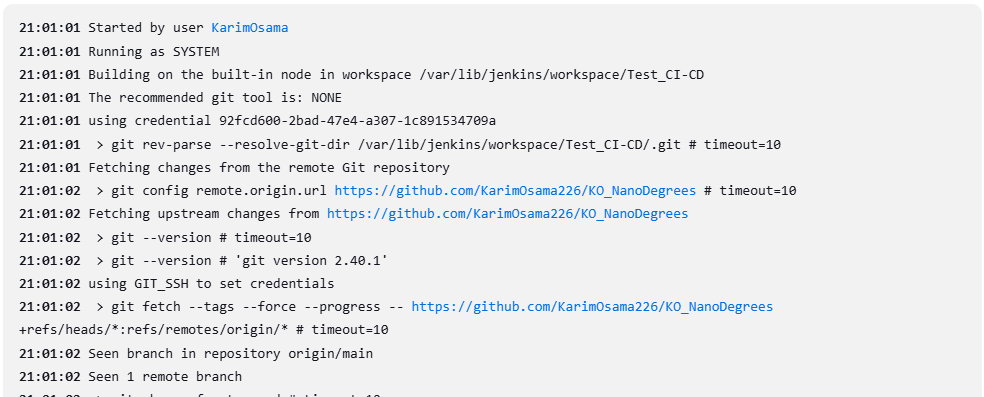 21:01:01 Started by user KarimOsama
21:01:01 Running as SYSTEM
21:01:01 Building on the built-in node in workspace /var/lib/jenkins/workspace/Test_CI-CD
21:01:01 The recommended git tool is: NONE
21:01:01 using credential 92fcd600-2bad-47e4-a307-1c891534709a
21:01:01  > git rev-parse --resolve-git-dir /var/lib/jenkins/workspace/Test_CI-CD/.git # timeout=10
21:01:01 Fetching changes from the remote Git repository
21:01:02  > git config remote.origin.url https://github.com/KarimOsama226/KO_NanoDegrees # timeout=10
21:01:02 Fetching upstream changes from https://github.com/KarimOsama226/KO_NanoDegrees
21:01:02  > git --version # timeout=10
21:01:02  > git --version # 'git version 2.40.1'
21:01:02 using GIT_SSH to set credentials
21:01:02  > git fetch --tags --force --progress -- https://github.com/KarimOsama226/KO_NanoDegrees
+refs/heads/*:refs/remotes/origin/* # timeout=10
21:01:02 Seen branch in repository origin/main
21:01:02 Seen 1 remote branch